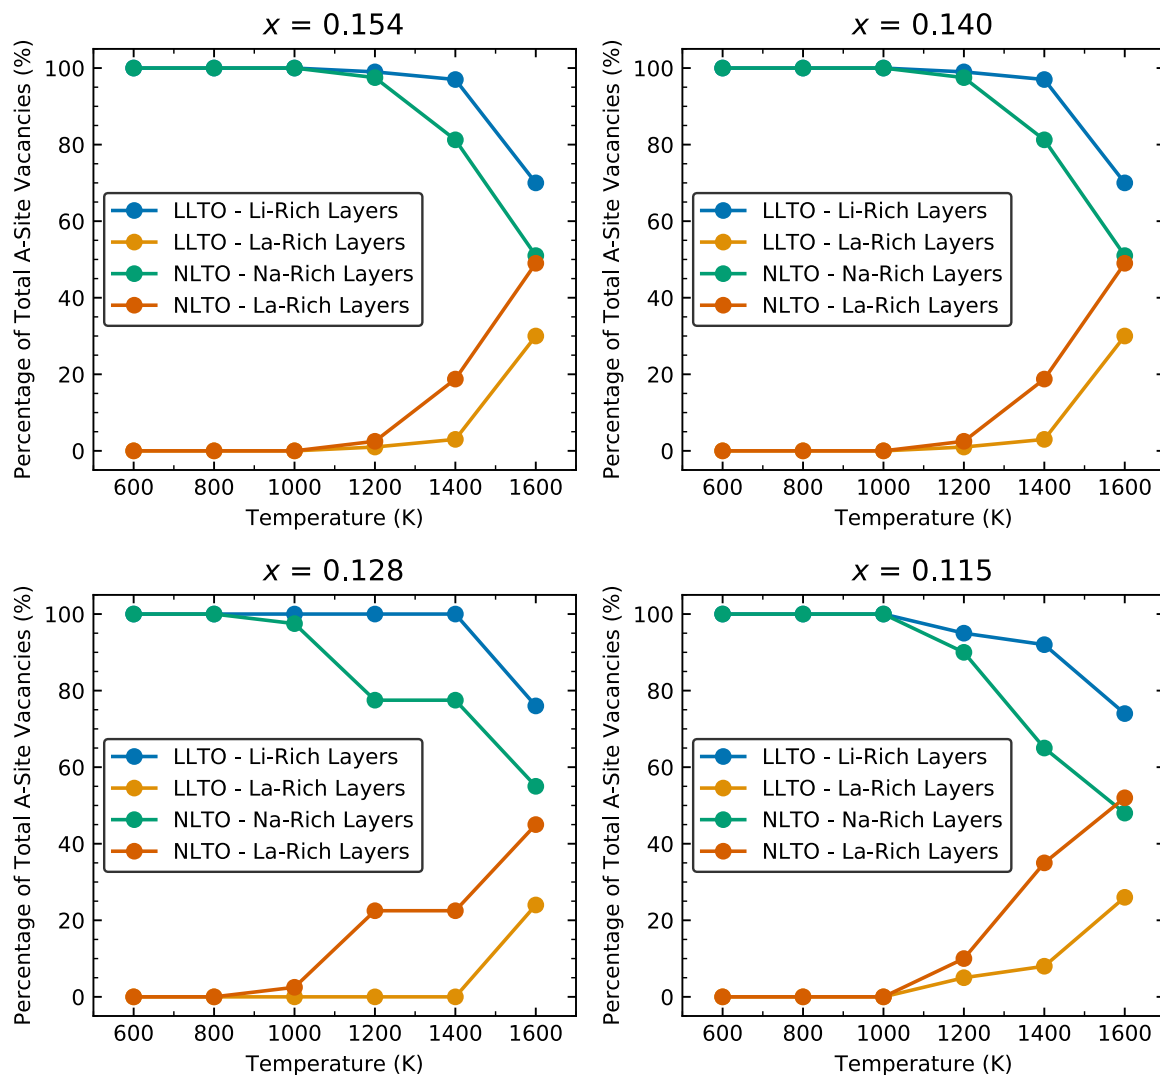 x = 0.154
Percentage of Total A-Site Vacancies (%)
100
80
60
40
20
0
LLTO - Li-Rich Layers
LLTO - La-Rich Layers
NLTO - Na-Rich Layers
NLTO - La-Rich Layers
600 800 1000 1200 1400 1600
Temperature (K)
x = 0.140
Percentage of Total A-Site Vacancies (%)
100
80
60
40
20
0
LLTO - Li-Rich Layers
LLTO - La-Rich Layers
NLTO - Na-Rich Layers
NLTO - La-Rich Layers
600 800 1000 1200 1400 1600
Temperature (K)
x = 0.128
Percentage of Total A-Site Vacancies (%)
100
80
60
40
20
0
LLTO - Li-Rich Layers
LLTO - La-Rich Layers
NLTO - Na-Rich Layers
NLTO - La-Rich Layers
600 800 1000 1200 1400 1600
Temperature (K)
x = 0.115
Percentage of Total A-Site Vacancies (%)
100
80
60
40
20
0
LLTO - Li-Rich Layers
LLTO - La-Rich Layers
NLTO - Na-Rich Layers
NLTO - La-Rich Layers
600 800 1000 1200 1400 1600
Temperature (K)